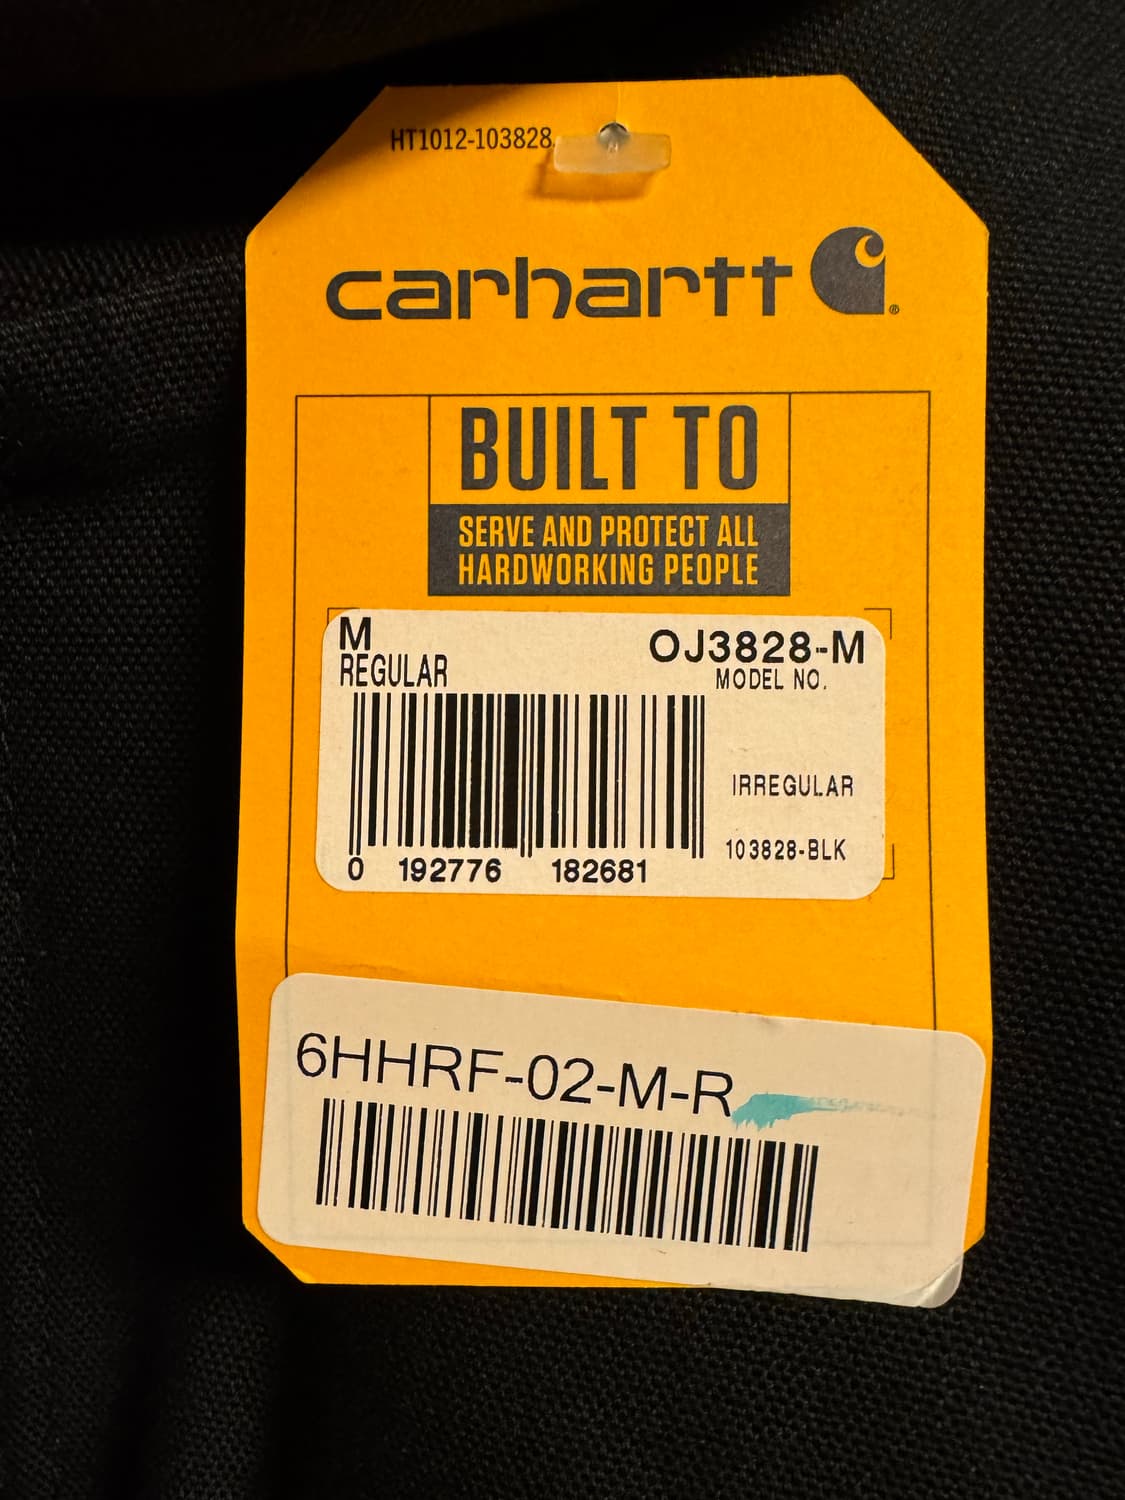 HT1012-103828
carhartt
BUILT TO
SERVE AND PROTECT ALL
HARDWORKING PEOPLE
M
REGULAR
OJ3828-M
MODEL NO.
IRREGULAR
103828-BLK
0 192776 182681
6HHRF-02-M-R